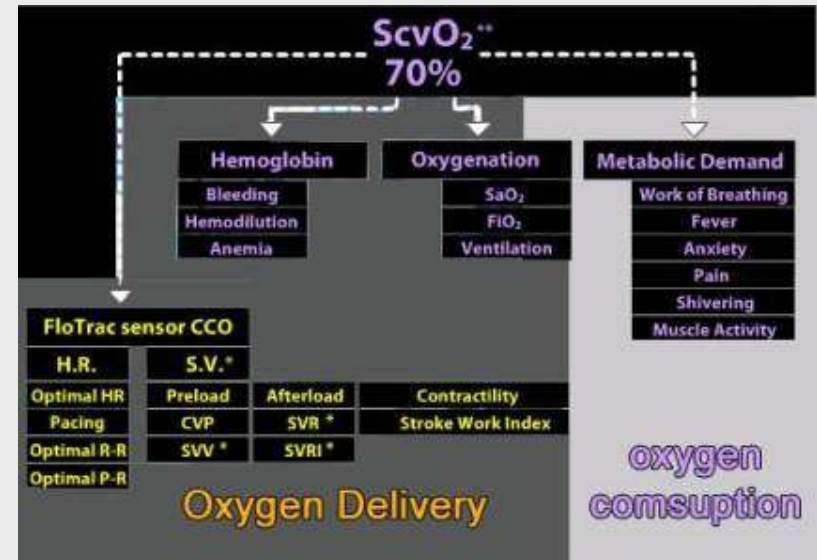 ScvO₂**
70%
Hemoglobin
Bleeding
Hemodilution
Anemia
Oxygenation
SaO₂
FiO₂
Ventilation
Metabolic Demand
Work of Breathing
Fever
Anxiety
Pain
Shivering
Muscle Activity
FloTrac sensor CCO
H.R.
Optimal HR
Pacing
Optimal R-R
Optimal P-R
S.V.*
Preload
CVP
SVV *
Afterload
SVR *
SVRI *
Contractility
Stroke Work Index
Oxygen Delivery
oxygen
comsuption